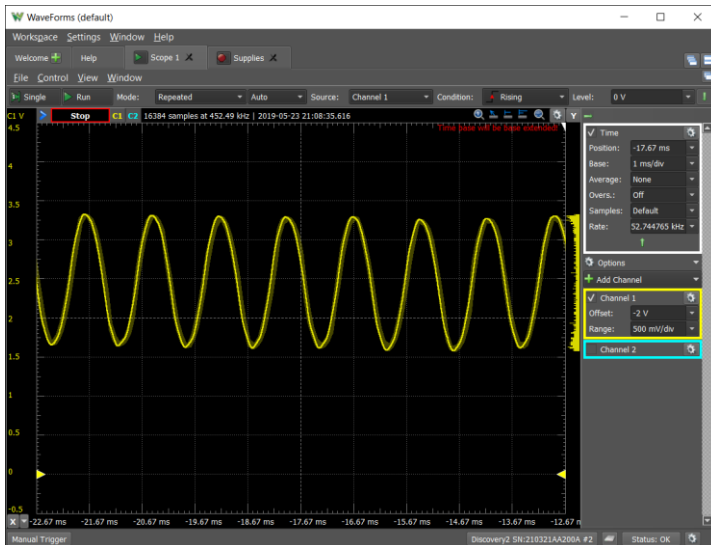 WaveForms (default)
Workspace Settings Window Help
Welcome Help Scope 1 Supplies
File Control View Window
Single Run Mode: Repeated Auto Source: Channel 1 Condition: Rising Level: 0 V
C1 V Stop C1 C2 16384 samples at 452.49 kHz | 2019-05-23 21:08:35.616 Y
Time base will be bank extended!
4.5
4
3.5
3
2.5
2
1.5
1
0.5
0
-0.5
X -22.67 ms -21.67 ms -20.67 ms -19.67 ms -18.67 ms -17.67 ms -16.67 ms -15.67 ms -14.67 ms -13.67 ms -12.67 n
Time
Position: -17.67 ms
Base: 1 ms/div
Average: None
Overs.: Off
Samples: Default
Rate: 52.744765 kHz
Options
Add Channel
Channel 1
Offset: -2 V
Range: 500 mV/div
Channel 2
Manual Trigger Discovery2 SN:210321AA200A #2 Status: OK